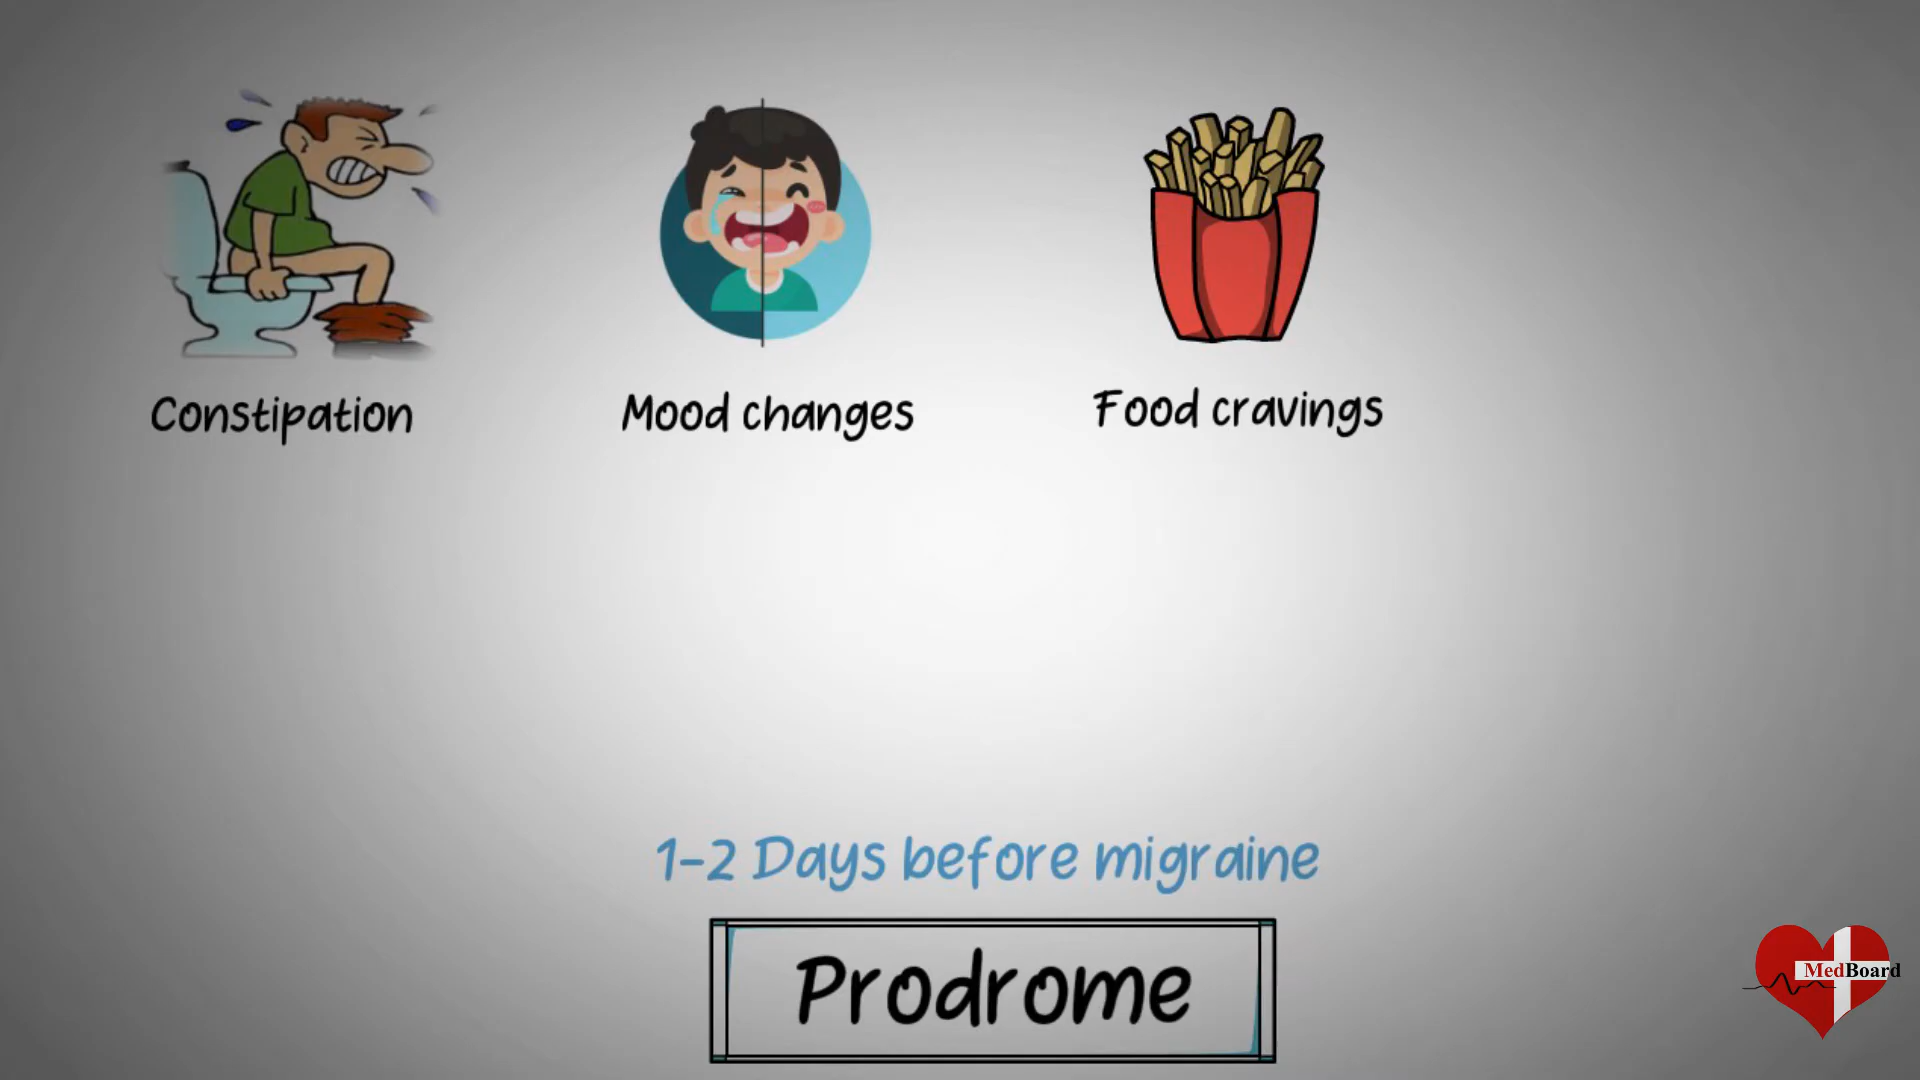 Constipation
Mood changes
Food cravings
1-2 Days before migraine
Prodrome
MedBoard